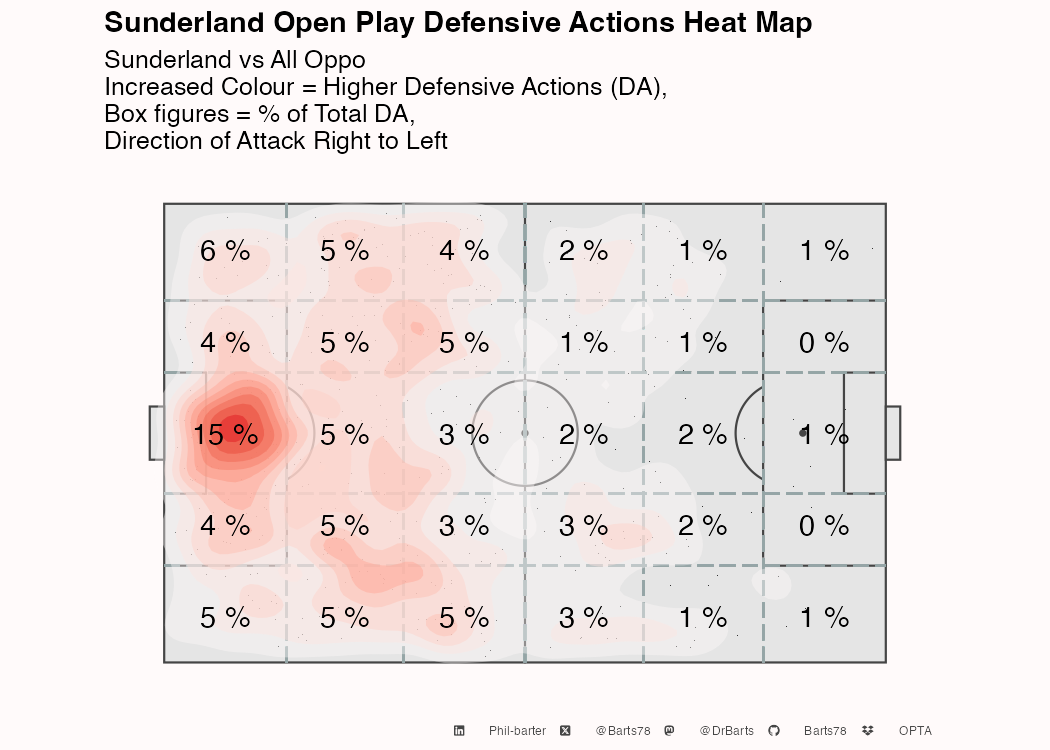 Sunderland Open Play Defensive Actions Heat Map
Sunderland vs All Oppo
Increased Colour = Higher Defensive Actions (DA),
Box figures = % of Total DA,
Direction of Attack Right to Left
6 % 5 % 4 % 2 % 1 % 1 %
4 % 5 % 5 % 1 % 1 % 0 %
15 % 5 % 3 % 2 % 2 % 1 %
4 % 5 % 3 % 3 % 2 % 0 %
5 % 5 % 5 % 3 % 1 % 1 %
Phil-barter @Barts78 @DrBarts Barts78 OPTA